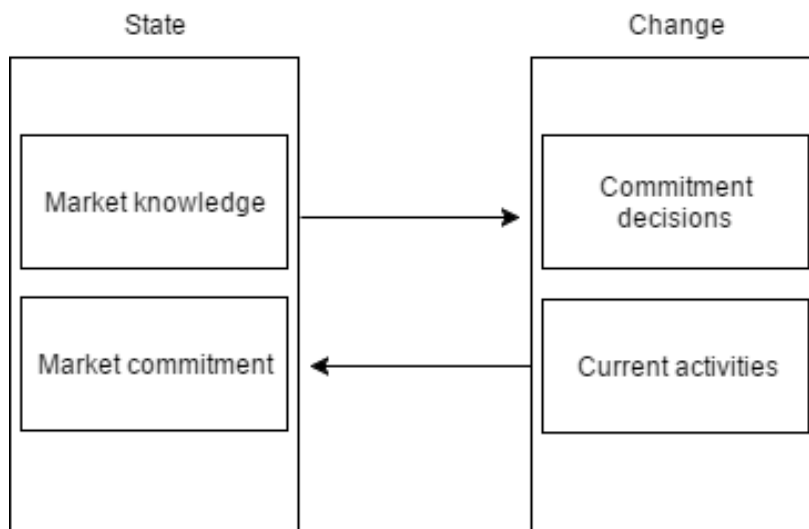 State
Change
Market knowledge
Commitment
decisions
Market commitment
Current activities